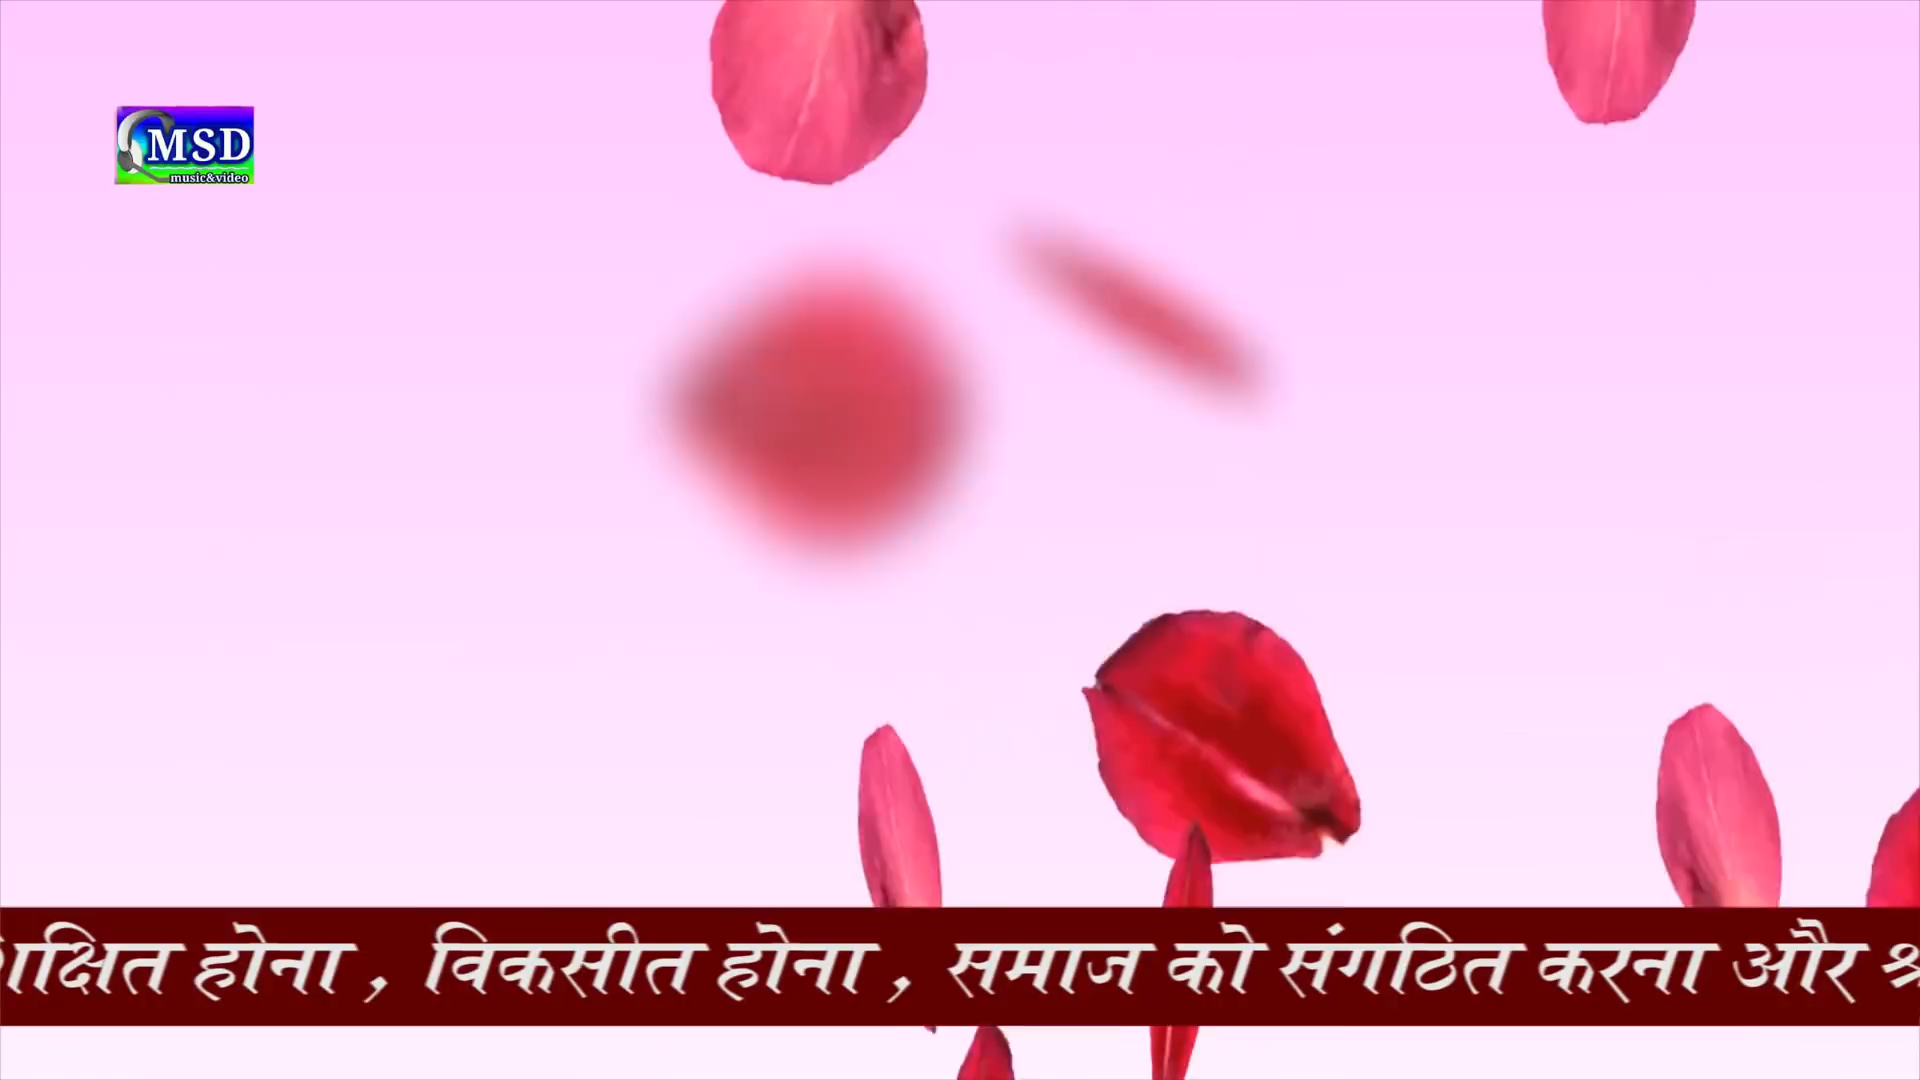 MSD
music&video
होना , विकसीत होना , समाज को संगठित करना और